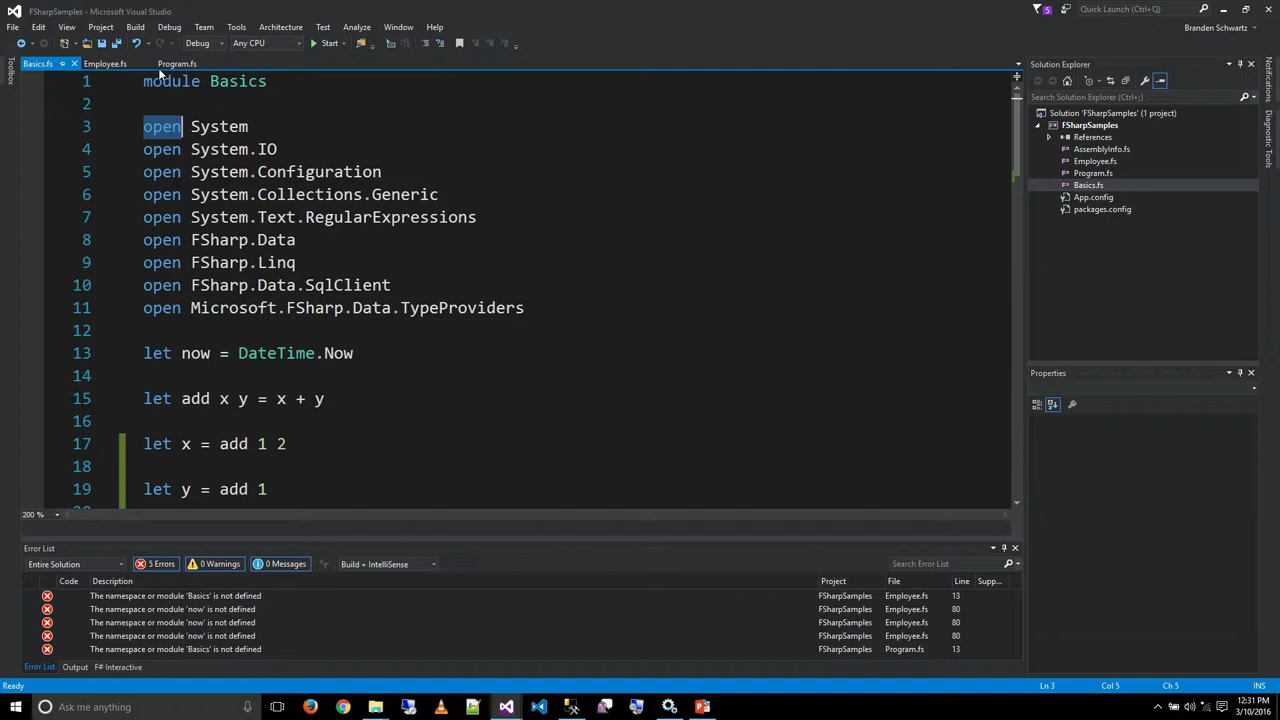 FSharpSamples - Microsoft Visual Studio
5
Quick Launch (Ctrl+Q)
File Edit View Project Build Debug Team Tools Architecture Test Analyze Window Help
Branden Schwartz
Debug Any CPU Start
Basics.fs Employee.fs Program.fs
Toolbox
1 module Basics
2
3 open System
4 open System.IO
5 open System.Configuration
6 open System.Collections.Generic
7 open System.Text.RegularExpressions
8 open FSharp.Data
9 open FSharp.Linq
10 open FSharp.Data.SqlClient
11 open Microsoft.FSharp.Data.TypeProviders
12
13 let now = DateTime.Now
14
15 let add x y = x + y
16
17 let x = add 1 2
18
19 let y = add 1
200 %
Solution Explorer
Search Solution Explorer (Ctrl+;)
Solution 'FSharpSamples' (1 project)
FSharpSamples
References
AssemblyInfo.fs
Employee.fs
Program.fs
Basics.fs
App.config
packages.config
Properties
Notifications
Diagnostic Tools
Error List
Entire Solution 5 Errors 0 Warnings 0 Messages Build + IntelliSense Search Error List
Code Description Project File Line Supp...
The namespace or module 'Basics' is not defined FSharpSamples Employee.fs 13
The namespace or module 'now' is not defined FSharpSamples Employee.fs 80
The namespace or module 'now' is not defined FSharpSamples Employee.fs 80
The namespace or module 'now' is not defined FSharpSamples Employee.fs 80
The namespace or module 'Basics' is not defined FSharpSamples Program.fs 13
Error List Output F# Interactive
Ready Ln 3 Col 5 Ch 5 INS
Ask me anything
12:31 PM
3/10/2016